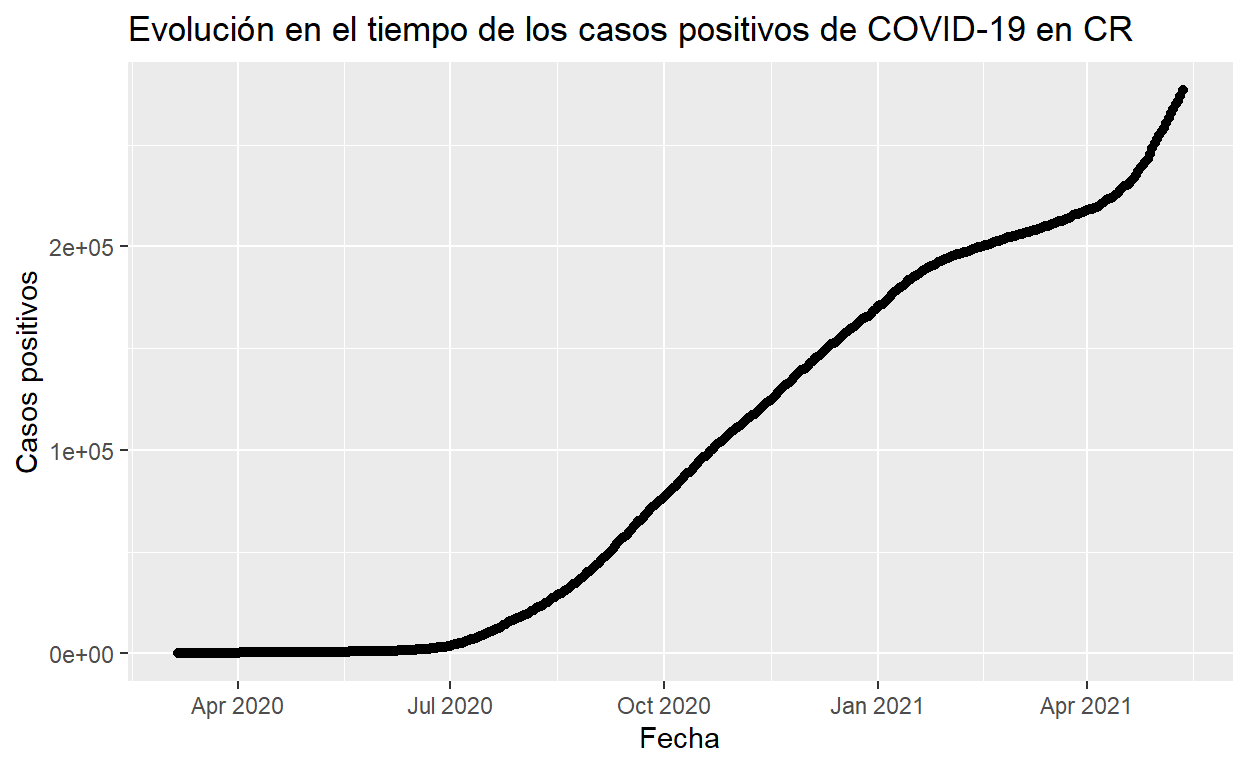 Evolución en el tiempo de los casos positivos de COVID-19 en CR
Casos positivos
2e+05
1e+05
0e+00
Apr 2020 Jul 2020 Oct 2020 Jan 2021 Apr 2021
Fecha